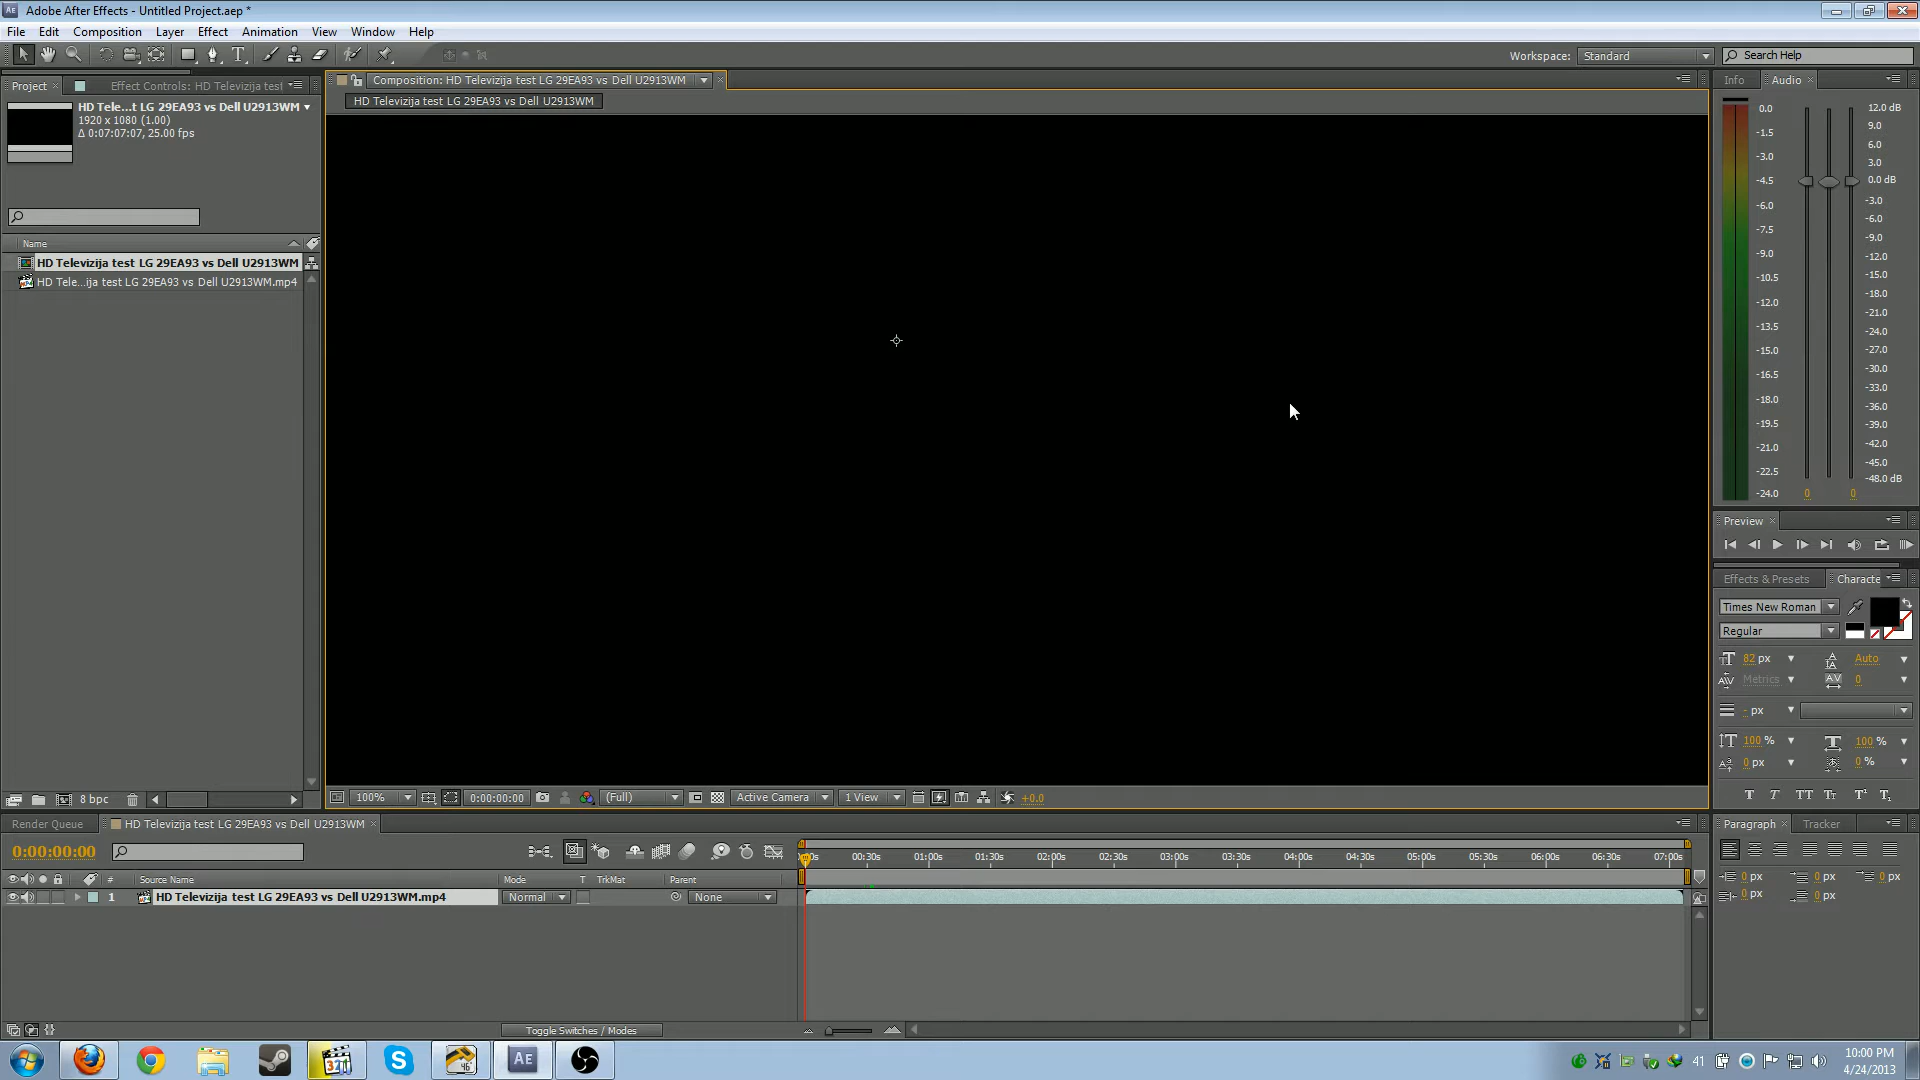 Adobe After Effects - Untitled Project.aep *
File Edit Composition Layer Effect Animation View Window Help
Workspace: Standard
Search Help
Project
Effect Controls: HD Televizija test
HD Tele...t LG 29EA93 vs Dell U2913WM
1920 x 1080 (1.00)
Δ 0:07:07:07, 25.00 fps
Name
HD Televizija test LG 29EA93 vs Dell U2913WM
HD Tele...ija test LG 29EA93 vs Dell U2913WM.mp4
8 bpc
Composition: HD Televizija test LG 29EA93 vs Dell U2913WM
HD Televizija test LG 29EA93 vs Dell U2913WM
100%
0:00:00:00
(Full)
Active Camera
1 View
+0.0
Info
Audio
0.0
-1.5
-3.0
-4.5
-6.0
-7.5
-9.0
-10.5
-12.0
-13.5
-15.0
-16.5
-18.0
-19.5
-21.0
-22.5
-24.0
12.0 dB
9.0
6.0
3.0
0.0 dB
-3.0
-6.0
-9.0
-12.0
-15.0
-18.0
-21.0
-24.0
-27.0
-30.0
-33.0
-36.0
-39.0
-42.0
-45.0
-48.0 dB
0 0
Preview
Effects & Presets
Characte
Times New Roman
Regular
82 px
Auto
Metrics
0
- px
100 %
100 %
0 px
0 %
T T TT Tt T¹ T₁
Render Queue
HD Televizija test LG 29EA93 vs Dell U2913WM
0:00:00:00
# Source Name Mode T TrkMat Parent
1 HD Televizija test LG 29EA93 vs Dell U2913WM.mp4 Normal None
0s 00:30s 01:00s 01:30s 02:00s 02:30s 03:00s 03:30s 04:00s 04:30s 05:00s 05:30s 06:00s 06:30s 07:00s
Toggle Switches / Modes
Paragraph
Tracker
0 px 0 px 0 px
0 px 0 px
Ae
321
96
41
10:00 PM
4/24/2013